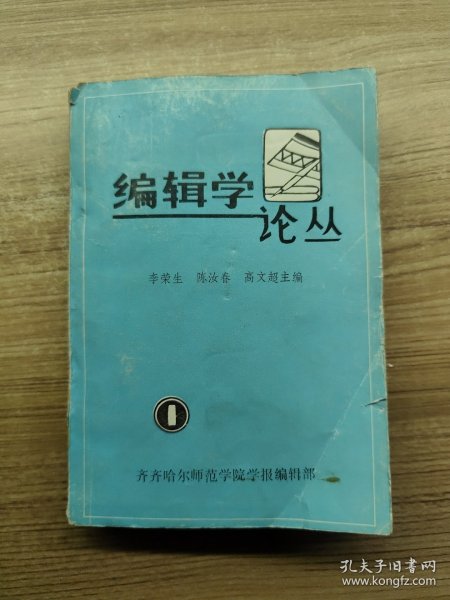 编辑学
论丛
李荣生 陈汝春 高文超主编
1
齐齐哈尔师范学院学报编辑部
孔夫子旧书网
www.kongfz.com